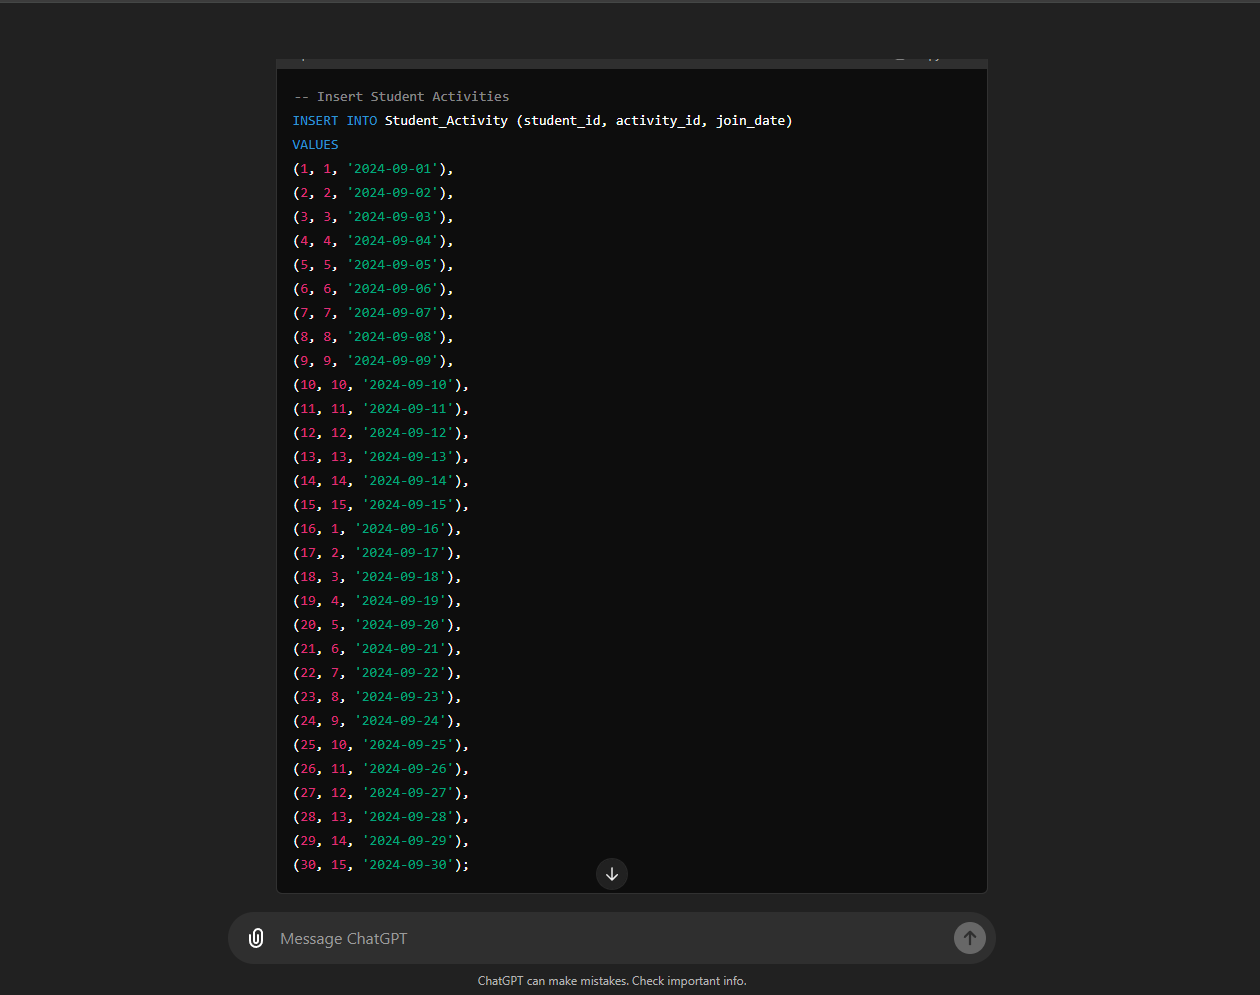 -- Insert Student Activities
INSERT INTO Student_Activity (student_id, activity_id, join_date)
VALUES
(1, 1, '2024-09-01'),
(2, 2, '2024-09-02'),
(3, 3, '2024-09-03'),
(4, 4, '2024-09-04'),
(5, 5, '2024-09-05'),
(6, 6, '2024-09-06'),
(7, 7, '2024-09-07'),
(8, 8, '2024-09-08'),
(9, 9, '2024-09-09'),
(10, 10, '2024-09-10'),
(11, 11, '2024-09-11'),
(12, 12, '2024-09-12'),
(13, 13, '2024-09-13'),
(14, 14, '2024-09-14'),
(15, 15, '2024-09-15'),
(16, 1, '2024-09-16'),
(17, 2, '2024-09-17'),
(18, 3, '2024-09-18'),
(19, 4, '2024-09-19'),
(20, 5, '2024-09-20'),
(21, 6, '2024-09-21'),
(22, 7, '2024-09-22'),
(23, 8, '2024-09-23'),
(24, 9, '2024-09-24'),
(25, 10, '2024-09-25'),
(26, 11, '2024-09-26'),
(27, 12, '2024-09-27'),
(28, 13, '2024-09-28'),
(29, 14, '2024-09-29'),
(30, 15, '2024-09-30');
Message ChatGPT
ChatGPT can make mistakes. Check important info.